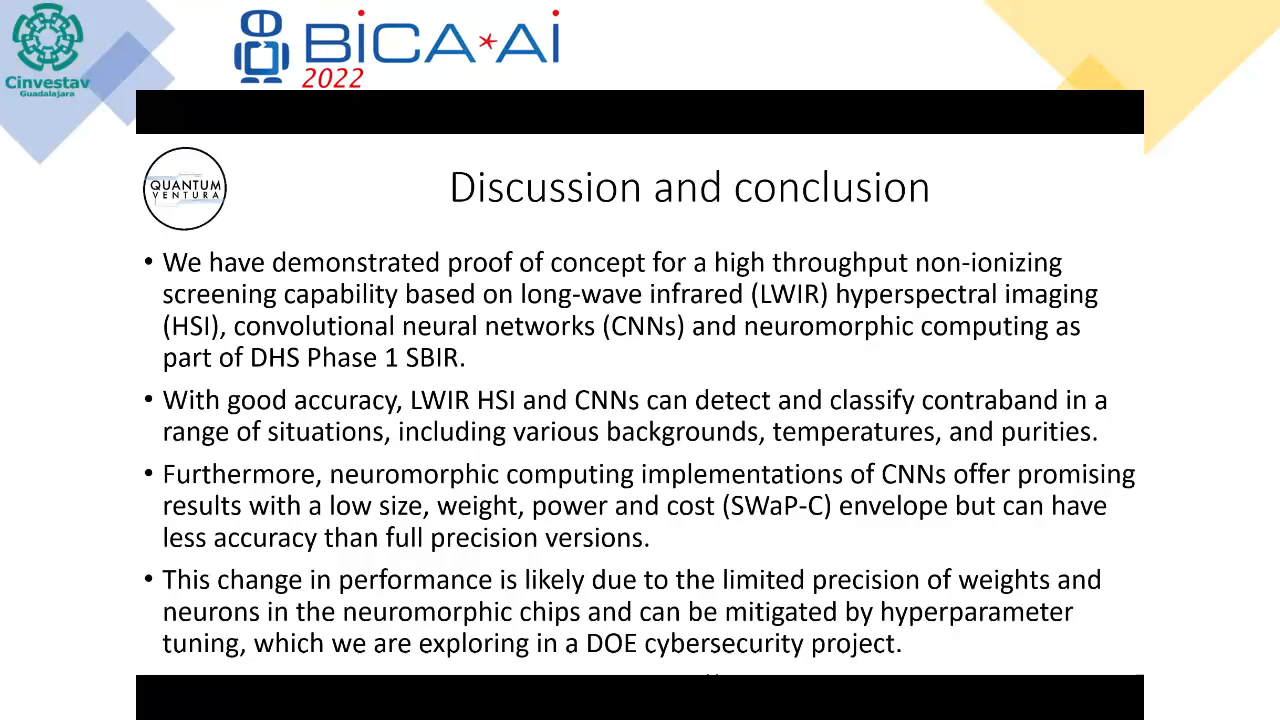 Cinvestav
Guadalajara
BiCA*Ai
2022
QUANTUM
VENTURA
Discussion and conclusion
• We have demonstrated proof of concept for a high throughput non-ionizing
screening capability based on long-wave infrared (LWIR) hyperspectral imaging
(HSI), convolutional neural networks (CNNs) and neuromorphic computing as
part of DHS Phase 1 SBIR.
• With good accuracy, LWIR HSI and CNNs can detect and classify contraband in a
range of situations, including various backgrounds, temperatures, and purities.
• Furthermore, neuromorphic computing implementations of CNNs offer promising
results with a low size, weight, power and cost (SWaP-C) envelope but can have
less accuracy than full precision versions.
• This change in performance is likely due to the limited precision of weights and
neurons in the neuromorphic chips and can be mitigated by hyperparameter
tuning, which we are exploring in a DOE cybersecurity project.